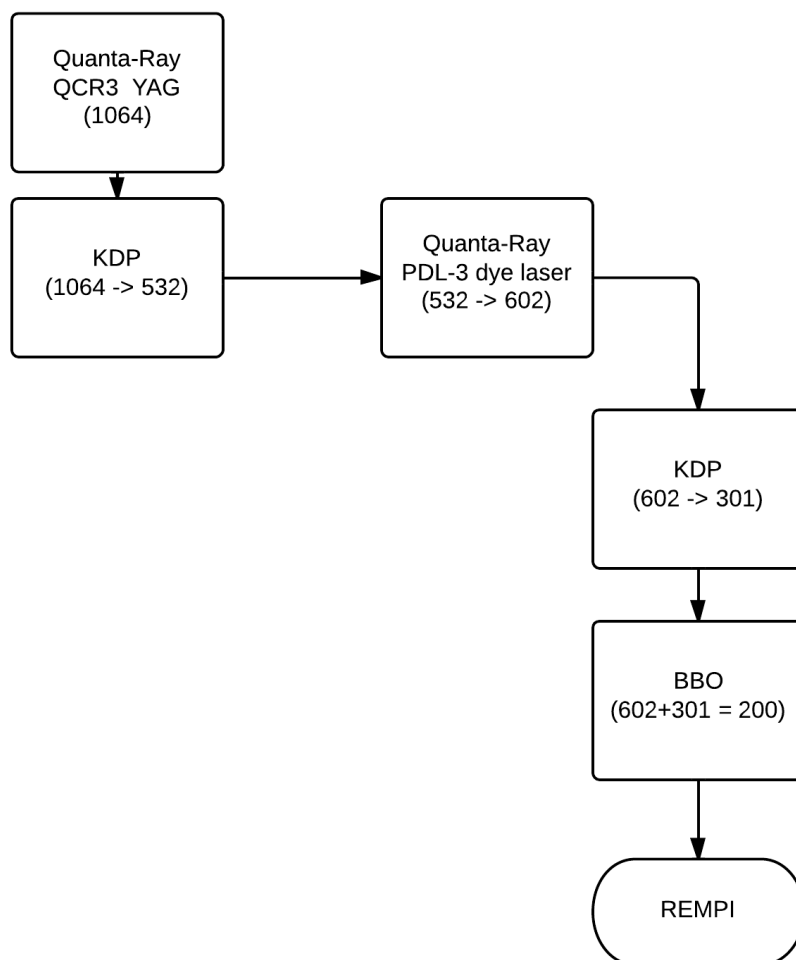 Quanta-Ray
QCR3  YAG
(1064)
KDP
(1064 -> 532)
Quanta-Ray
PDL-3 dye laser
(532 -> 602)
KDP
(602 -> 301)
BBO
(602+301 = 200)
REMPI